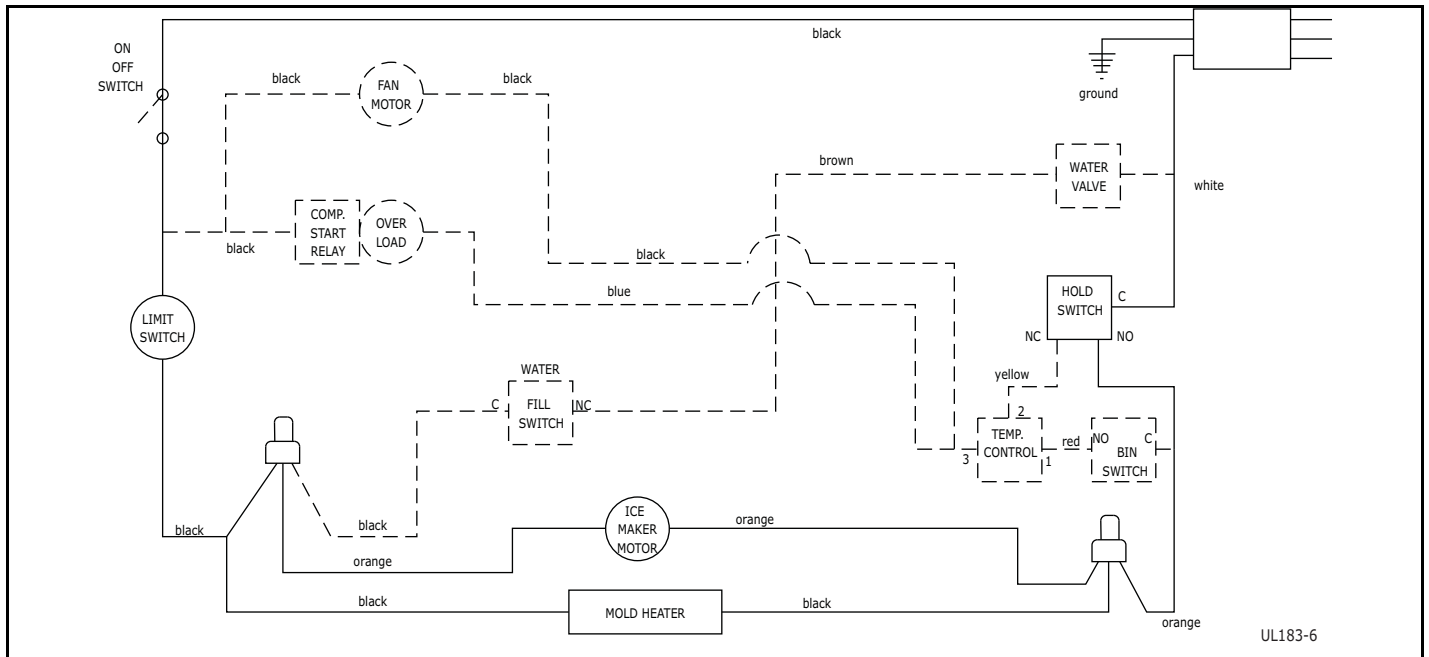 black
ON
OFF
SWITCH
ground
black
FAN
MOTOR
black
brown
WATER
VALVE
white
COMP.
START
RELAY
OVER
LOAD
black
black
blue
HOLD
SWITCH
C
NC
NO
LIMIT
SWITCH
yellow
WATER
C
FILL
SWITCH
NC
2
TEMP.
CONTROL
3
1
red
NO
C
BIN
SWITCH
black
black
orange
ICE
MAKER
MOTOR
orange
black
MOLD HEATER
black
orange
UL183-6